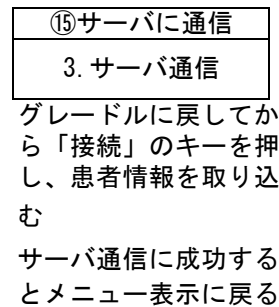 ⑮サーバに通信
3.サーバ通信
グレードルに戻してか
ら「接続」のキーを押
し、患者情報を取り込
む
サーバ通信に成功する
とメニュー表示に戻る